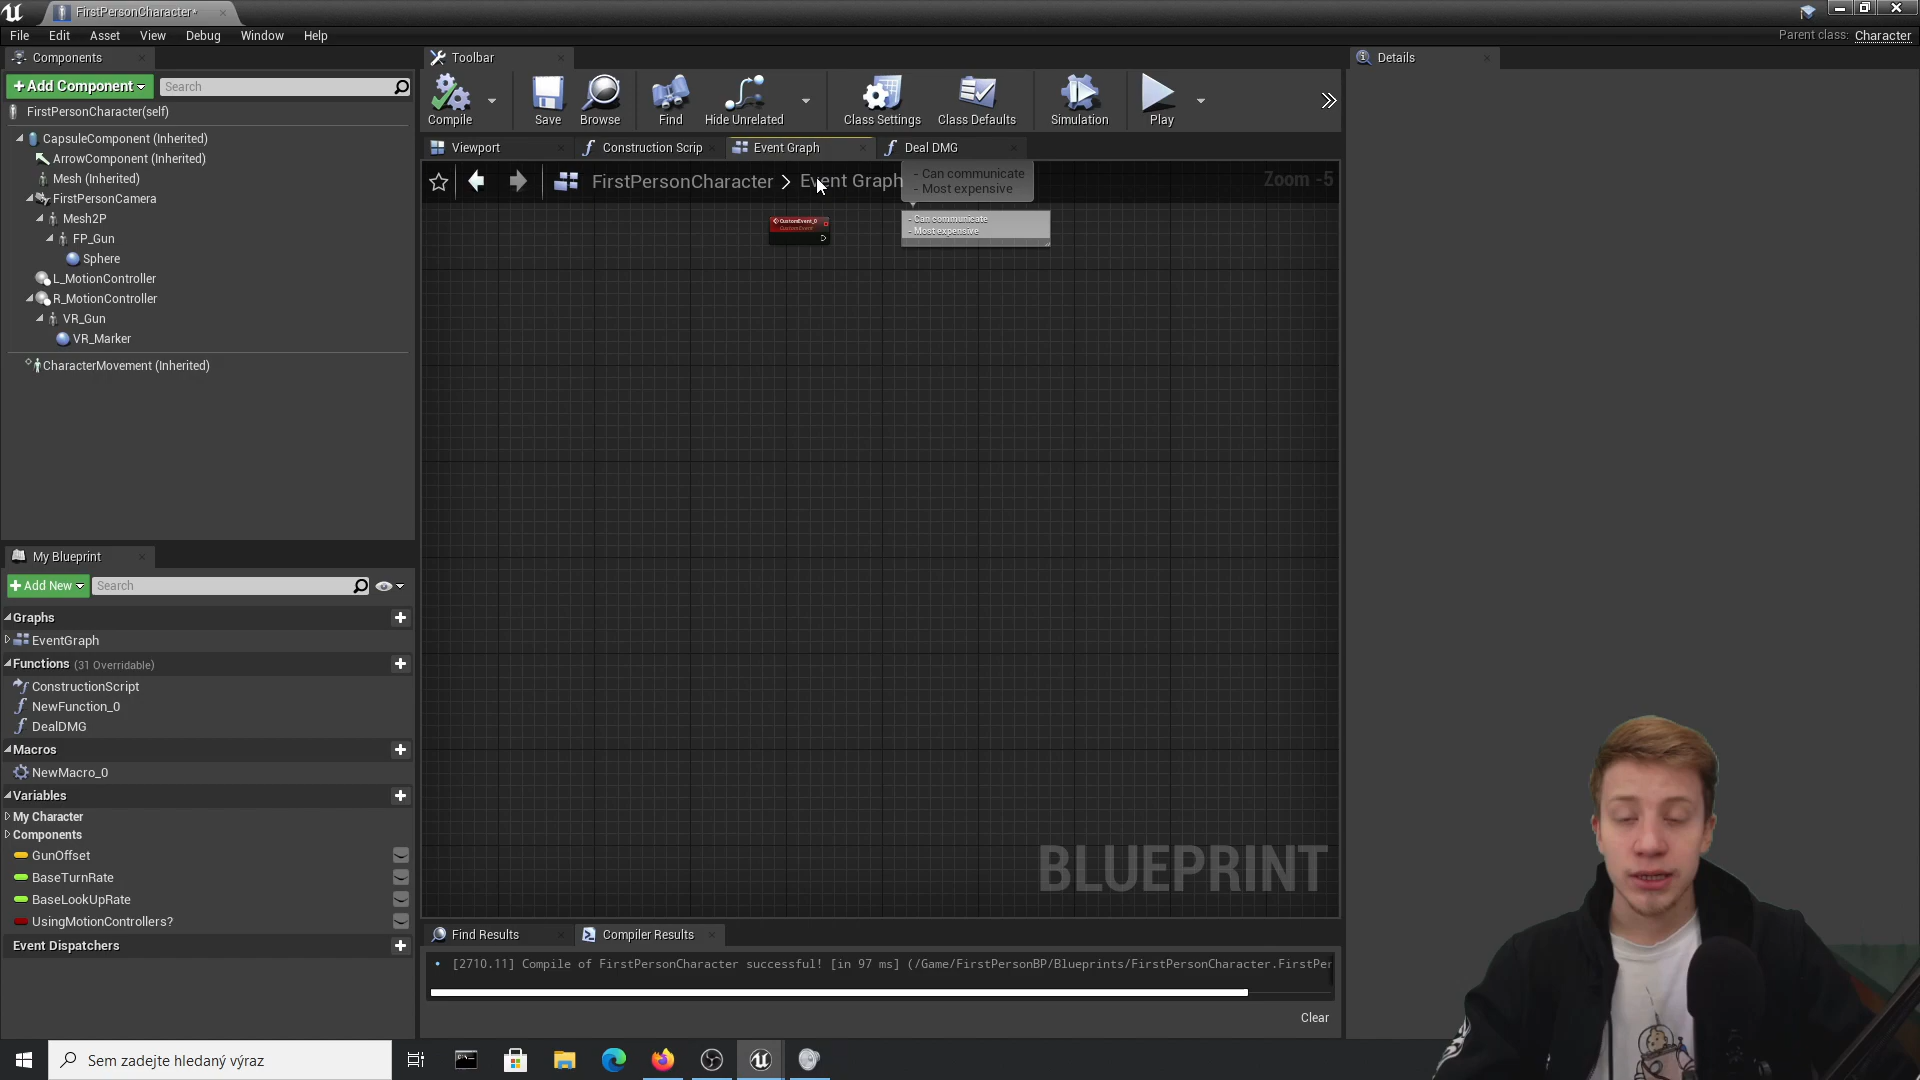 FirstPersonCharacter*
File Edit Asset View Debug Window Help
Parent class: Character
Components
+ Add Component
Search
FirstPersonCharacter(self)
CapsuleComponent (Inherited)
ArrowComponent (Inherited)
Mesh (Inherited)
FirstPersonCamera
Mesh2P
FP_Gun
Sphere
L_MotionController
R_MotionController
VR_Gun
VR_Marker
CharacterMovement (Inherited)
My Blueprint
+ Add New
Search
Graphs
EventGraph
Functions (31 Overridable)
ConstructionScript
NewFunction_0
DealDMG
Macros
NewMacro_0
Variables
My Character
Components
GunOffset
BaseTurnRate
BaseLookUpRate
UsingMotionControllers?
Event Dispatchers
Toolbar
Compile Save Browse Find Hide Unrelated Class Settings Class Defaults Simulation Play
Viewport Construction Scrip Event Graph Deal DMG
FirstPersonCharacter > Event Graph
Zoom -5
- Can communicate
- Most expensive
CustomEvent_0
Custom Event
- Can communicate
- Most expensive
BLUEPRINT
Find Results Compiler Results
[2710.11] Compile of FirstPersonCharacter successful! [in 97 ms] (/Game/FirstPersonBP/Blueprints/FirstPersonCharacter.FirstPer
Clear
Details
Sem zadejte hledaný výraz